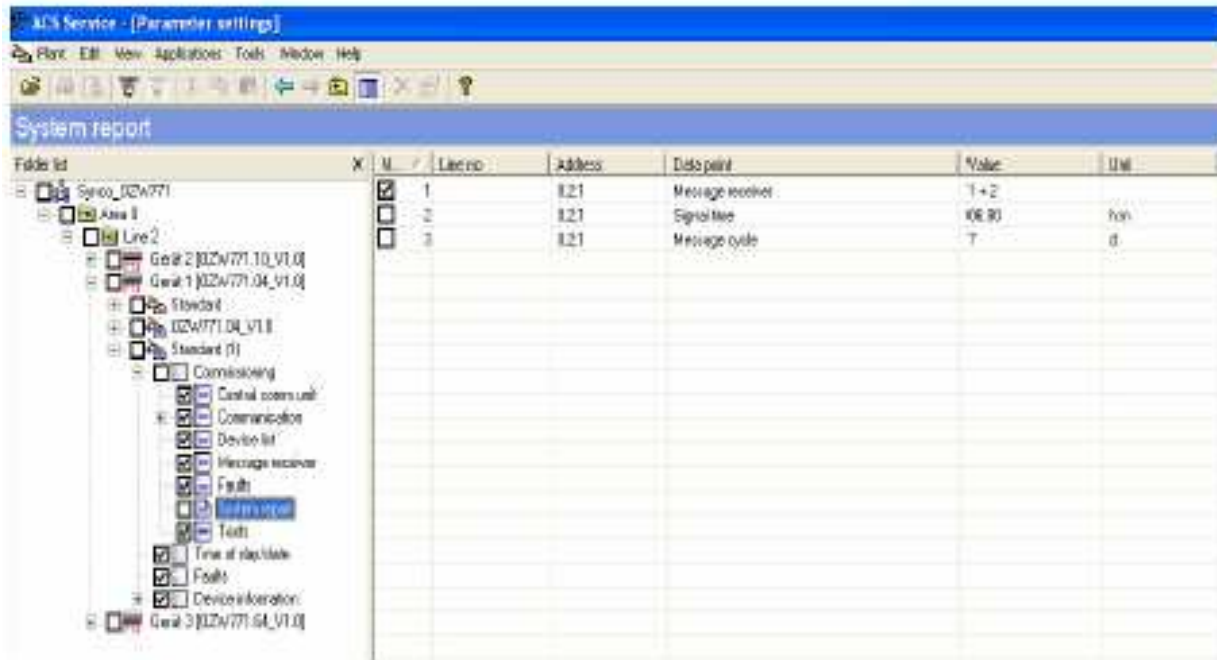 ACS Service - [Parameter settings]
Plant Edit View Applications Tools Window Help
System report
Folder list X
Synco_OZW771
Area 0
Line 2
Gerät 2 [OZW771.10_V1.0]
Gerät 1 [OZW771.04_V1.0]
Standard
OZW771.04_V1.0
Standard (1)
Commissioning
Central comm unit
Communication
Device list
Message receiver
Faults
System report
Texts
Time of day/date
Faults
Device information
Gerät 3 [OZW771.64_V1.0]
Line no Address Data point Value Unit
1 0.2.1 Message receiver 1 + 2
2 0.2.1 Signal time h:m
3 0.2.1 Message cycle 7 d